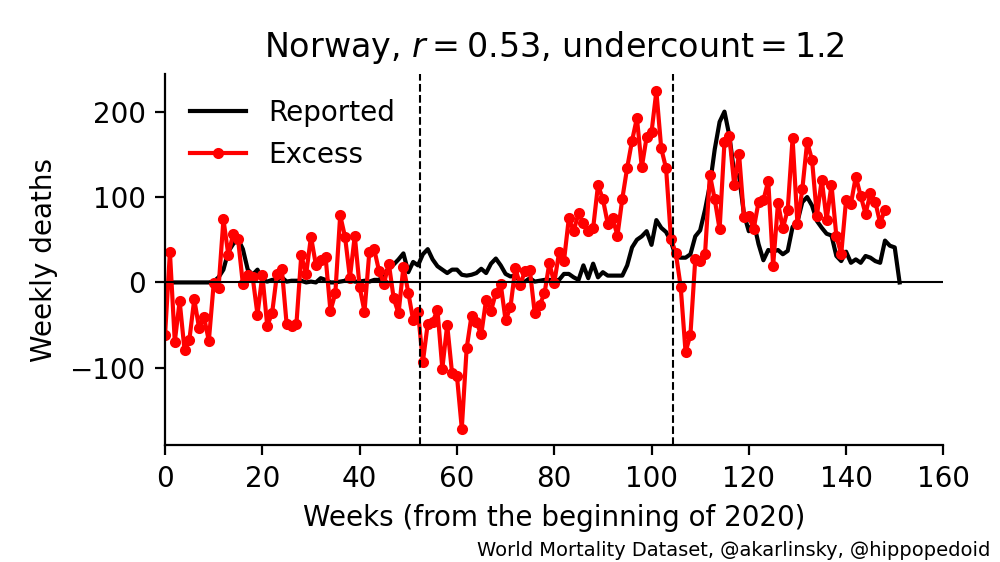 Norway, r = 0.53, undercount = 1.2
Reported
Excess
Weekly deaths
200
100
0
−100
0 20 40 60 80 100 120 140 160
Weeks (from the beginning of 2020)
World Mortality Dataset, @akarlinsky, @hippopedoid